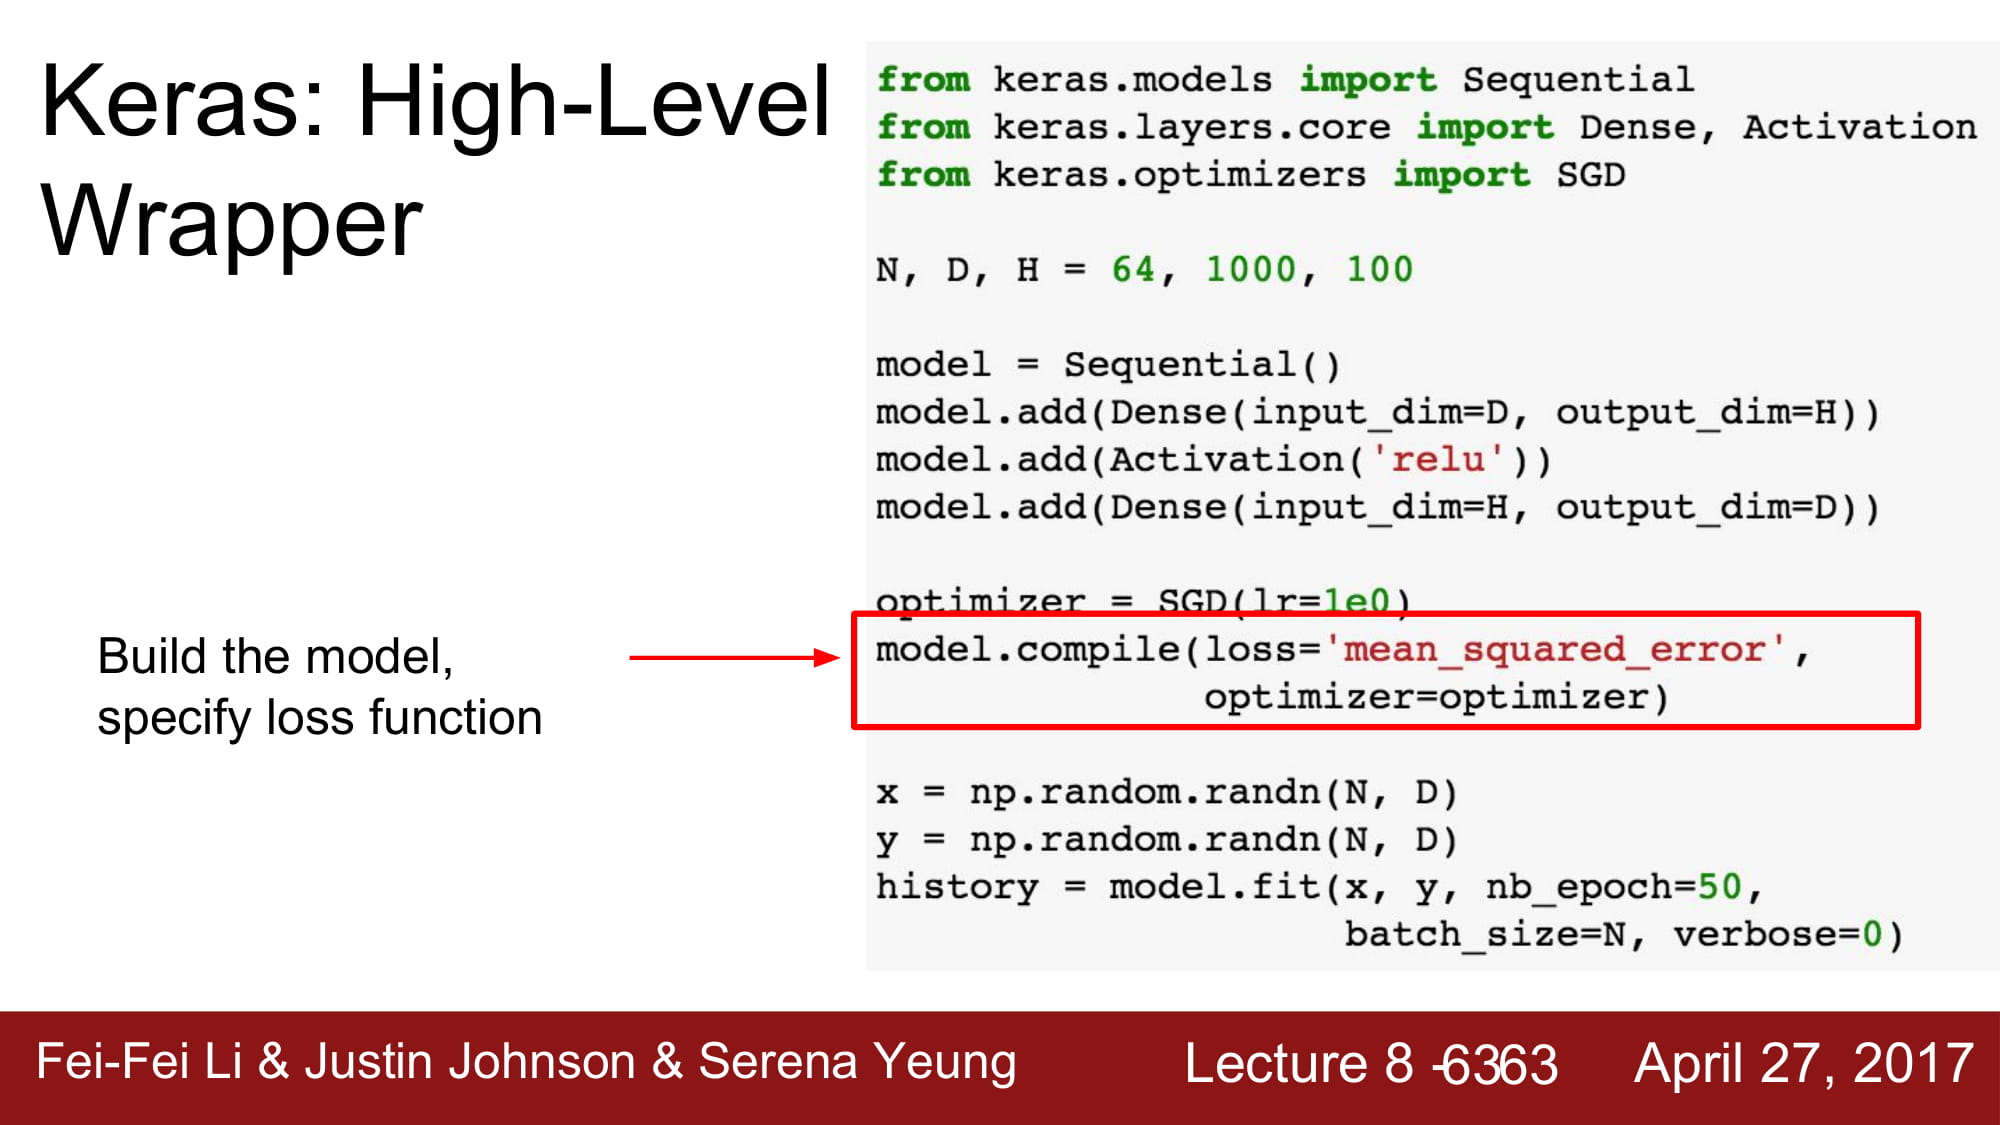 Keras: High-Level
Wrapper
from keras.models import Sequential
from keras.layers.core import Dense, Activation
from keras.optimizers import SGD
N, D, H = 64, 1000, 100
model = Sequential()
model.add(Dense(input_dim=D, output_dim=H))
model.add(Activation('relu'))
model.add(Dense(input_dim=H, output_dim=D))
optimizer = SGD(lr=1e0)
model.compile(loss='mean_squared_error',
optimizer=optimizer)
x = np.random.randn(N, D)
y = np.random.randn(N, D)
history = model.fit(x, y, nb_epoch=50,
batch_size=N, verbose=0)
Build the model,
specify loss function
Fei-Fei Li & Justin Johnson & Serena Yeung
Lecture 8 -6363
April 27, 2017